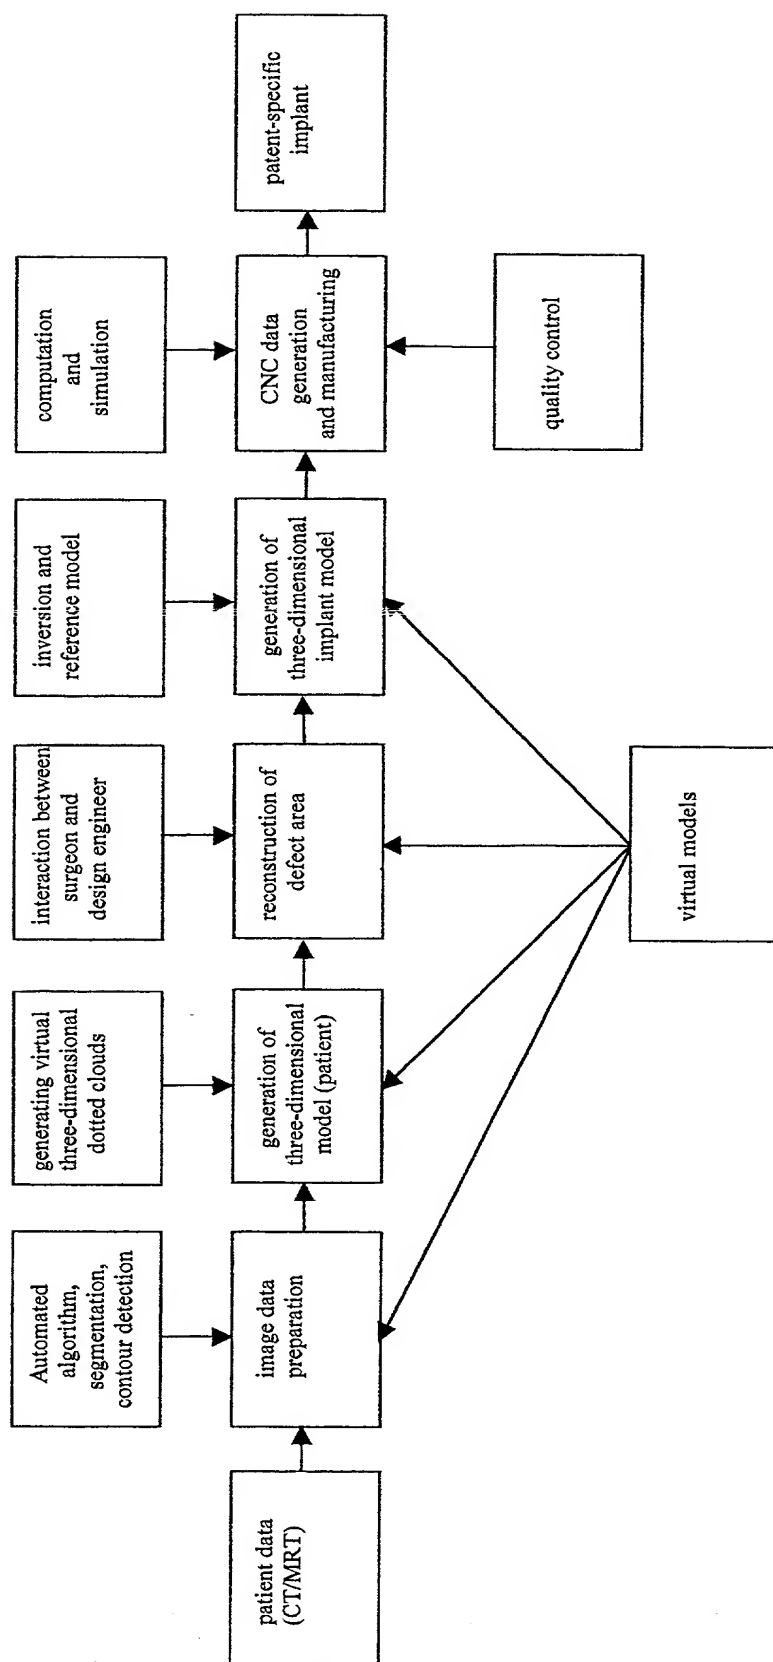 Automated
algorithm,
segmentation,
contour detection
generating virtual
three-dimensional
dotted clouds
interaction between
surgeon and
design engineer
inversion and
reference model
computation
and
simulation
patient data
(CT/MRT)
image data
preparation
generation of
three-dimensional
model (patient)
reconstruction of
defect area
generation of
three-dimensional
implant model
CNC data
generation
and manufacturing
patent-specific
implant
virtual models
quality control